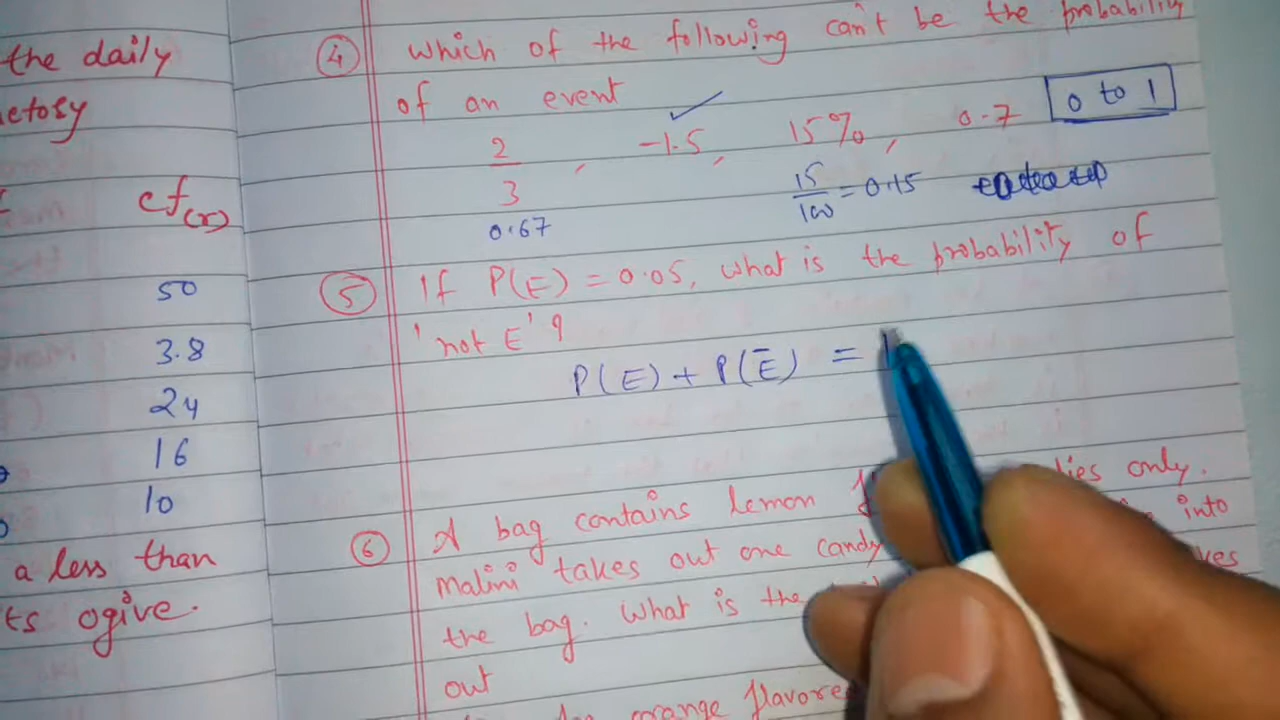 the daily
ctosy
cf(x)
50
3.8
24
16
10
a less than
ts ogive.
4 which of the following can't be the probability
of an event
2/3, -1.5, 15%, 0.7 0 to 1
0.67 15/100 = 0.15
5 If P(E) = 0.05, what is the probability of
'not E' ?
P(E) + P(Ē) = 1
6 A bag contains lemon only.
malini takes out one candy into
the bag. What is the
out
orange flavore